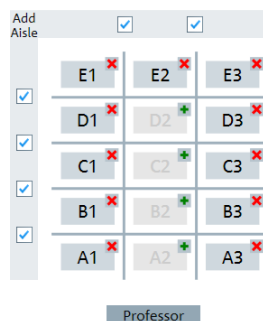 Add
Aisle
E1 E2 E3
D1 D2 D3
C1 C2 C3
B1 B2 B3
A1 A2 A3
Professor